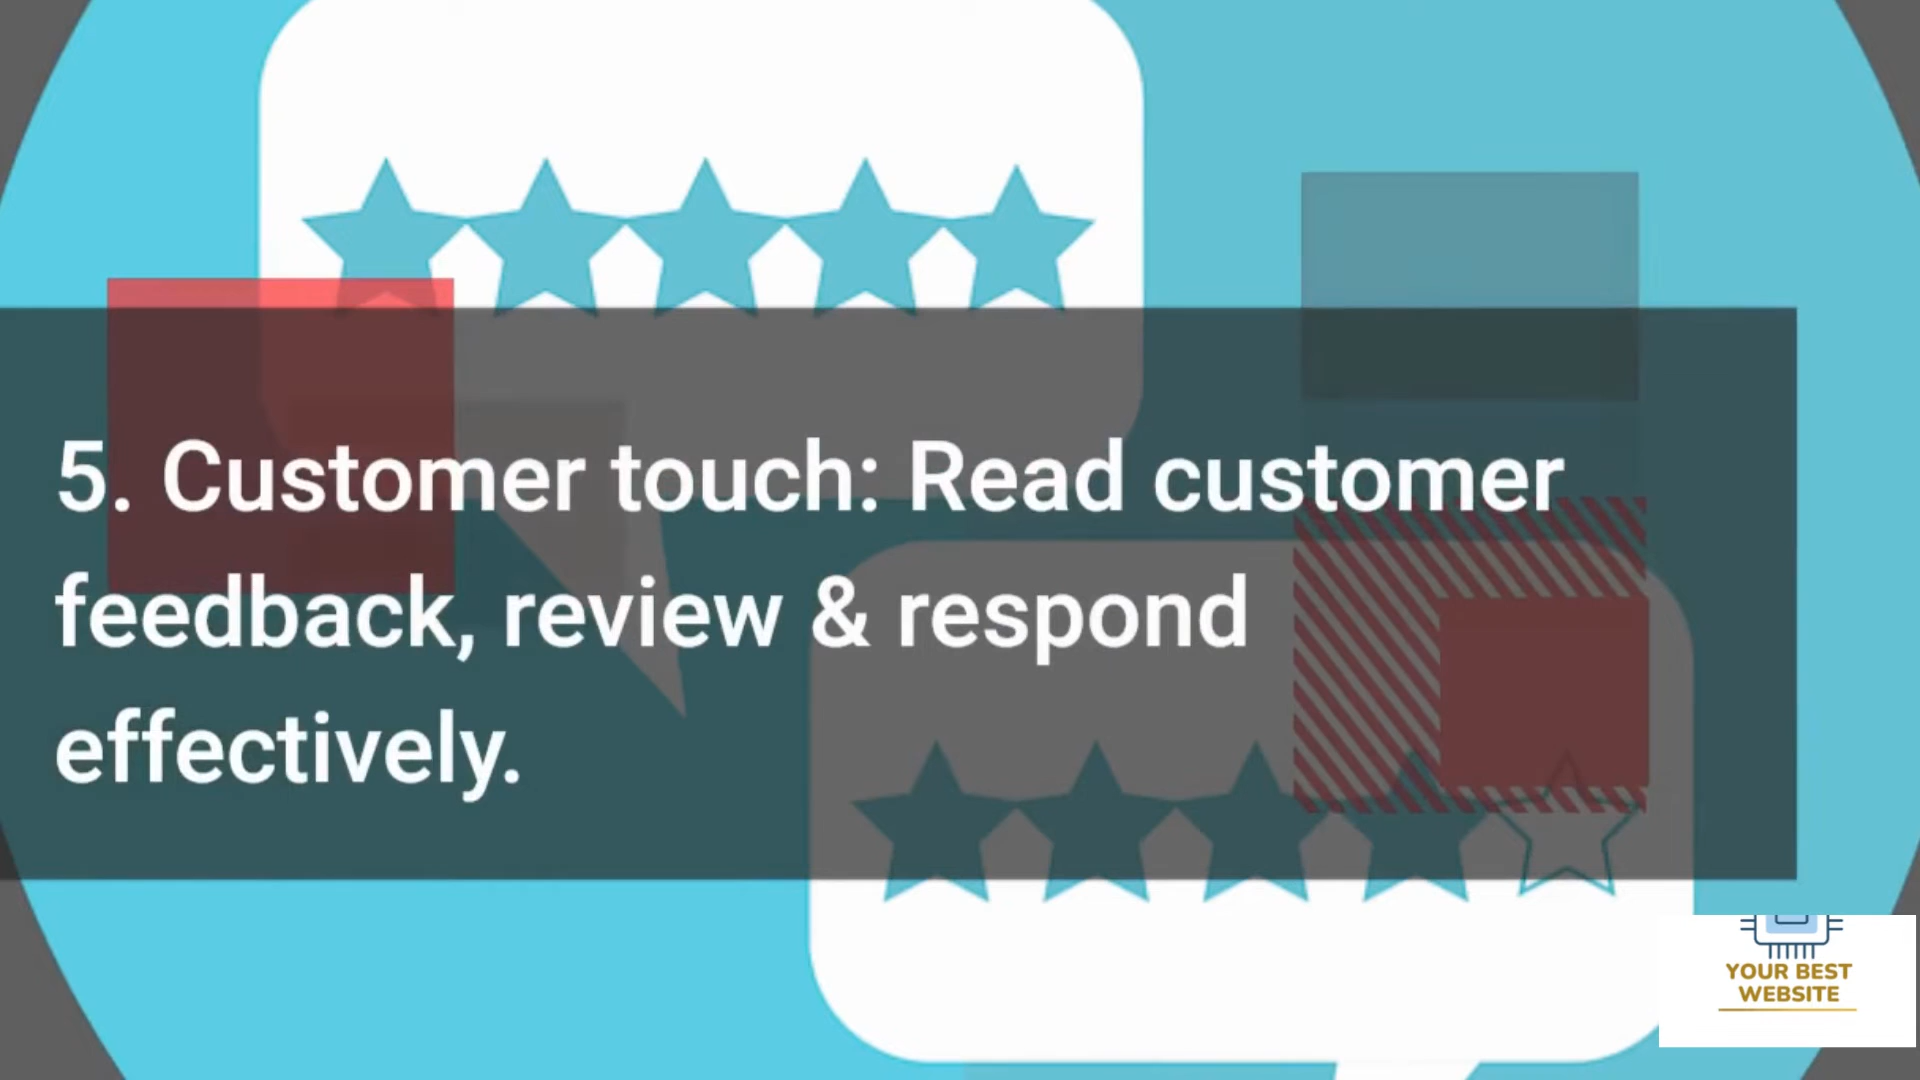 5. Customer touch: Read customer
feedback, review & respond
effectively.
YOUR BEST
WEBSITE